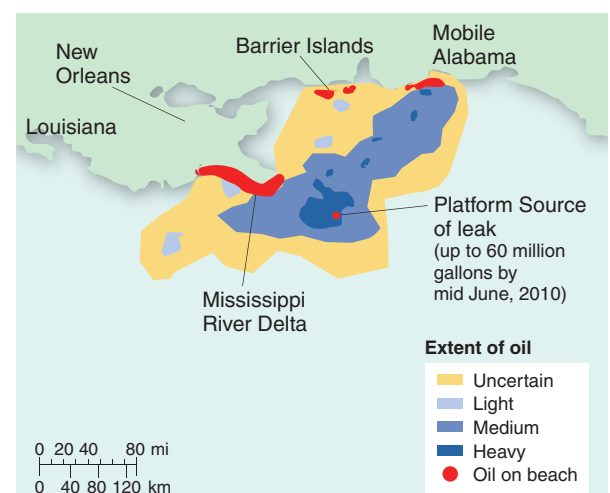 New
Orleans
Barrier Islands
Mobile
Alabama
Louisiana
Platform Source
of leak
(up to 60 million
gallons by
mid June, 2010)
Mississippi
River Delta
Extent of oil
Uncertain
Light
Medium
Heavy
Oil on beach
0 20 40 80 mi
0 40 80 120 km